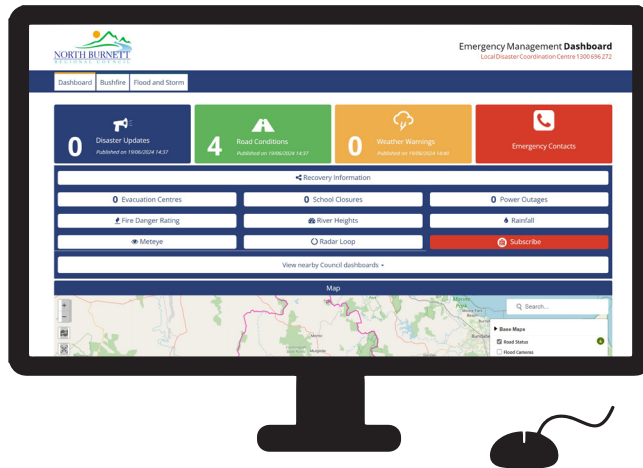 NORTH BURNETT
REGIONAL COUNCIL
Emergency Management Dashboard
Local Disaster Coordination Centre 1300 696 272
Dashboard
Bushfire
Flood and Storm
0
Disaster Updates
Published on 19/06/2024 14:37
4
Road Conditions
Published on 19/06/2024 14:37
0
Weather Warnings
Published on 19/06/2024 14:40
Emergency Contacts
Recovery Information
0 Evacuation Centres
0 School Closures
0 Power Outages
Fire Danger Rating
River Heights
Rainfall
Meteye
Radar Loop
Subscribe
View nearby Council dashboards
Map
Search...
Base Maps
Road Status
Flood Cameras